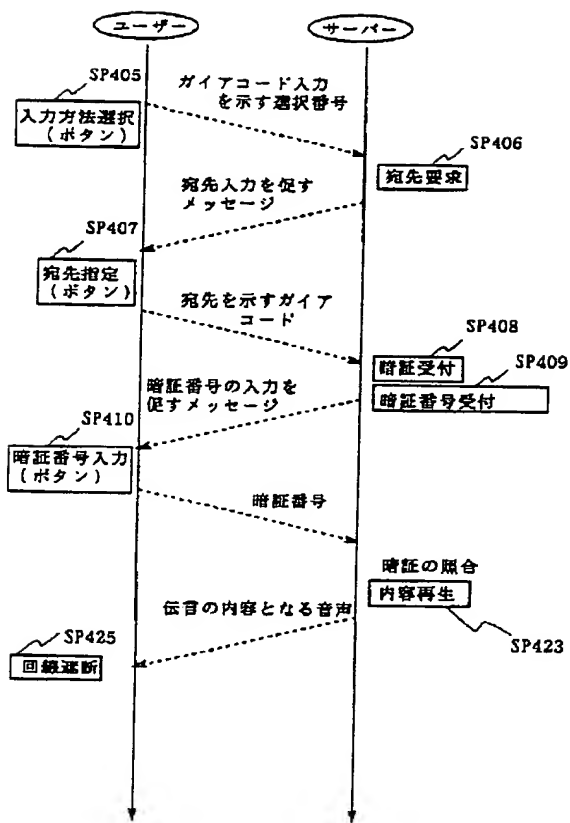 ユーザー
サーバー
SP405
ガイアコード入力
を示す選択番号
入力方法選択
(ボタン)
SP406
宛先要求
宛先入力を促す
メッセージ
SP407
宛先指定
(ボタン)
宛先を示すガイア
コード
SP408
暗証受付
SP409
暗証番号受付
暗証番号の入力を
促すメッセージ
SP410
暗証番号入力
(ボタン)
暗証番号
暗証の照合
内容再生
伝言の内容となる音声
SP423
SP425
回線遮断